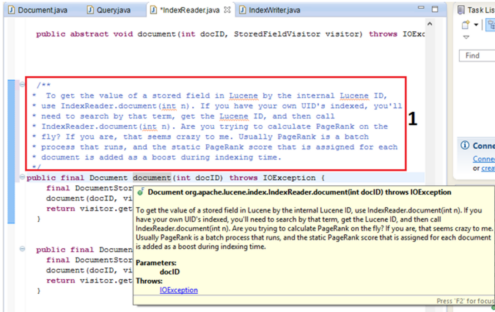 Document.java
Query.java
*IndexReader.java
IndexWriter.java
Task Lis
public abstract void document(int docID, StoredFieldVisitor visitor) throws IOExc
Find
/**
* To get the value of a stored field in Lucene by the internal Lucene ID,
* use IndexReader.document(int n). If you have your own UID's indexed, you'll
* need to search by that term, get the Lucene ID, and then call
* IndexReader.document(int n). Are you trying to calculate PageRank on the
* fly? If you are, that seems crazy to me. Usually PageRank is a batch
* process that runs, and the static PageRank score that is assigned for each
* document is added as a boost during indexing time.
*/
1
Conne
Conne
or crea
public final Document document(int docID) throws IOException {
final DocumentStor
document(docID, vi
return visitor.get
}
public final Documen
final DocumentStor
document(docID, vi
return visitor.get
}
Document org.apache.lucene.index.IndexReader.document(int docID) throws IOException
To get the value of a stored field in Lucene by the internal Lucene ID, use IndexReader.document(int n). If you
have your own UID's indexed, you'll need to search by that term, get the Lucene ID, and then call
IndexReader.document(int n). Are you trying to calculate PageRank on the fly? If you are, that seems crazy to me.
Usually PageRank is a batch process that runs, and the static PageRank score that is assigned for each document
is added as a boost during indexing time.
Parameters:
docID
Throws:
IOException
Press 'F2' for focus